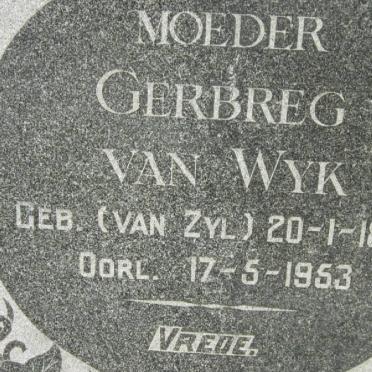 MOEDER
GERBREG
VAN WYK
GEB. (VAN ZYL) 20-1-18
OORL. 17-5-1953
VREDE.